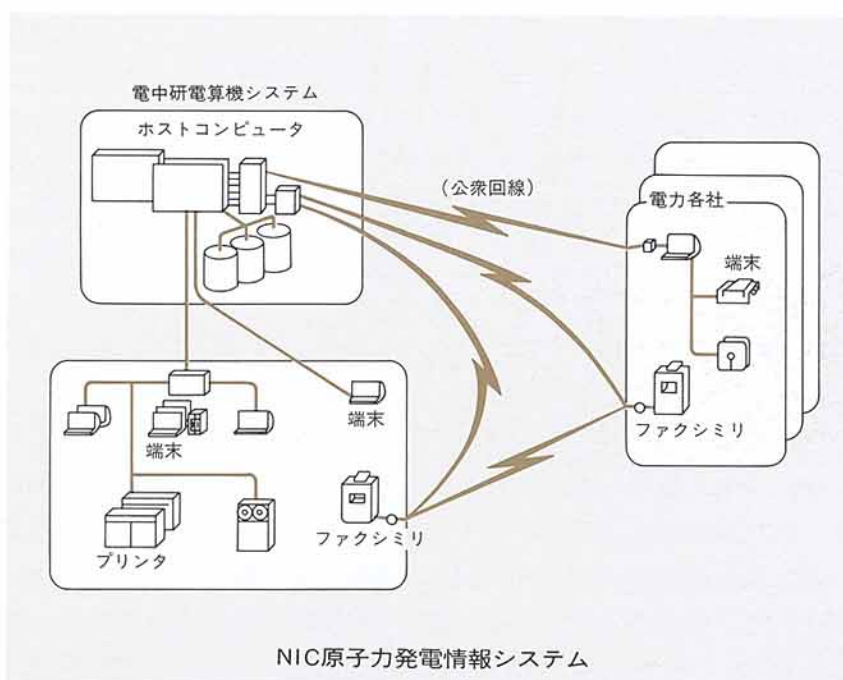 電中研電算機システム
ホストコンピュータ
(公衆回線)
電力各社
端末
ファクシミリ
端末
端末
プリンタ
ファクシミリ
NIC原子力発電情報システム